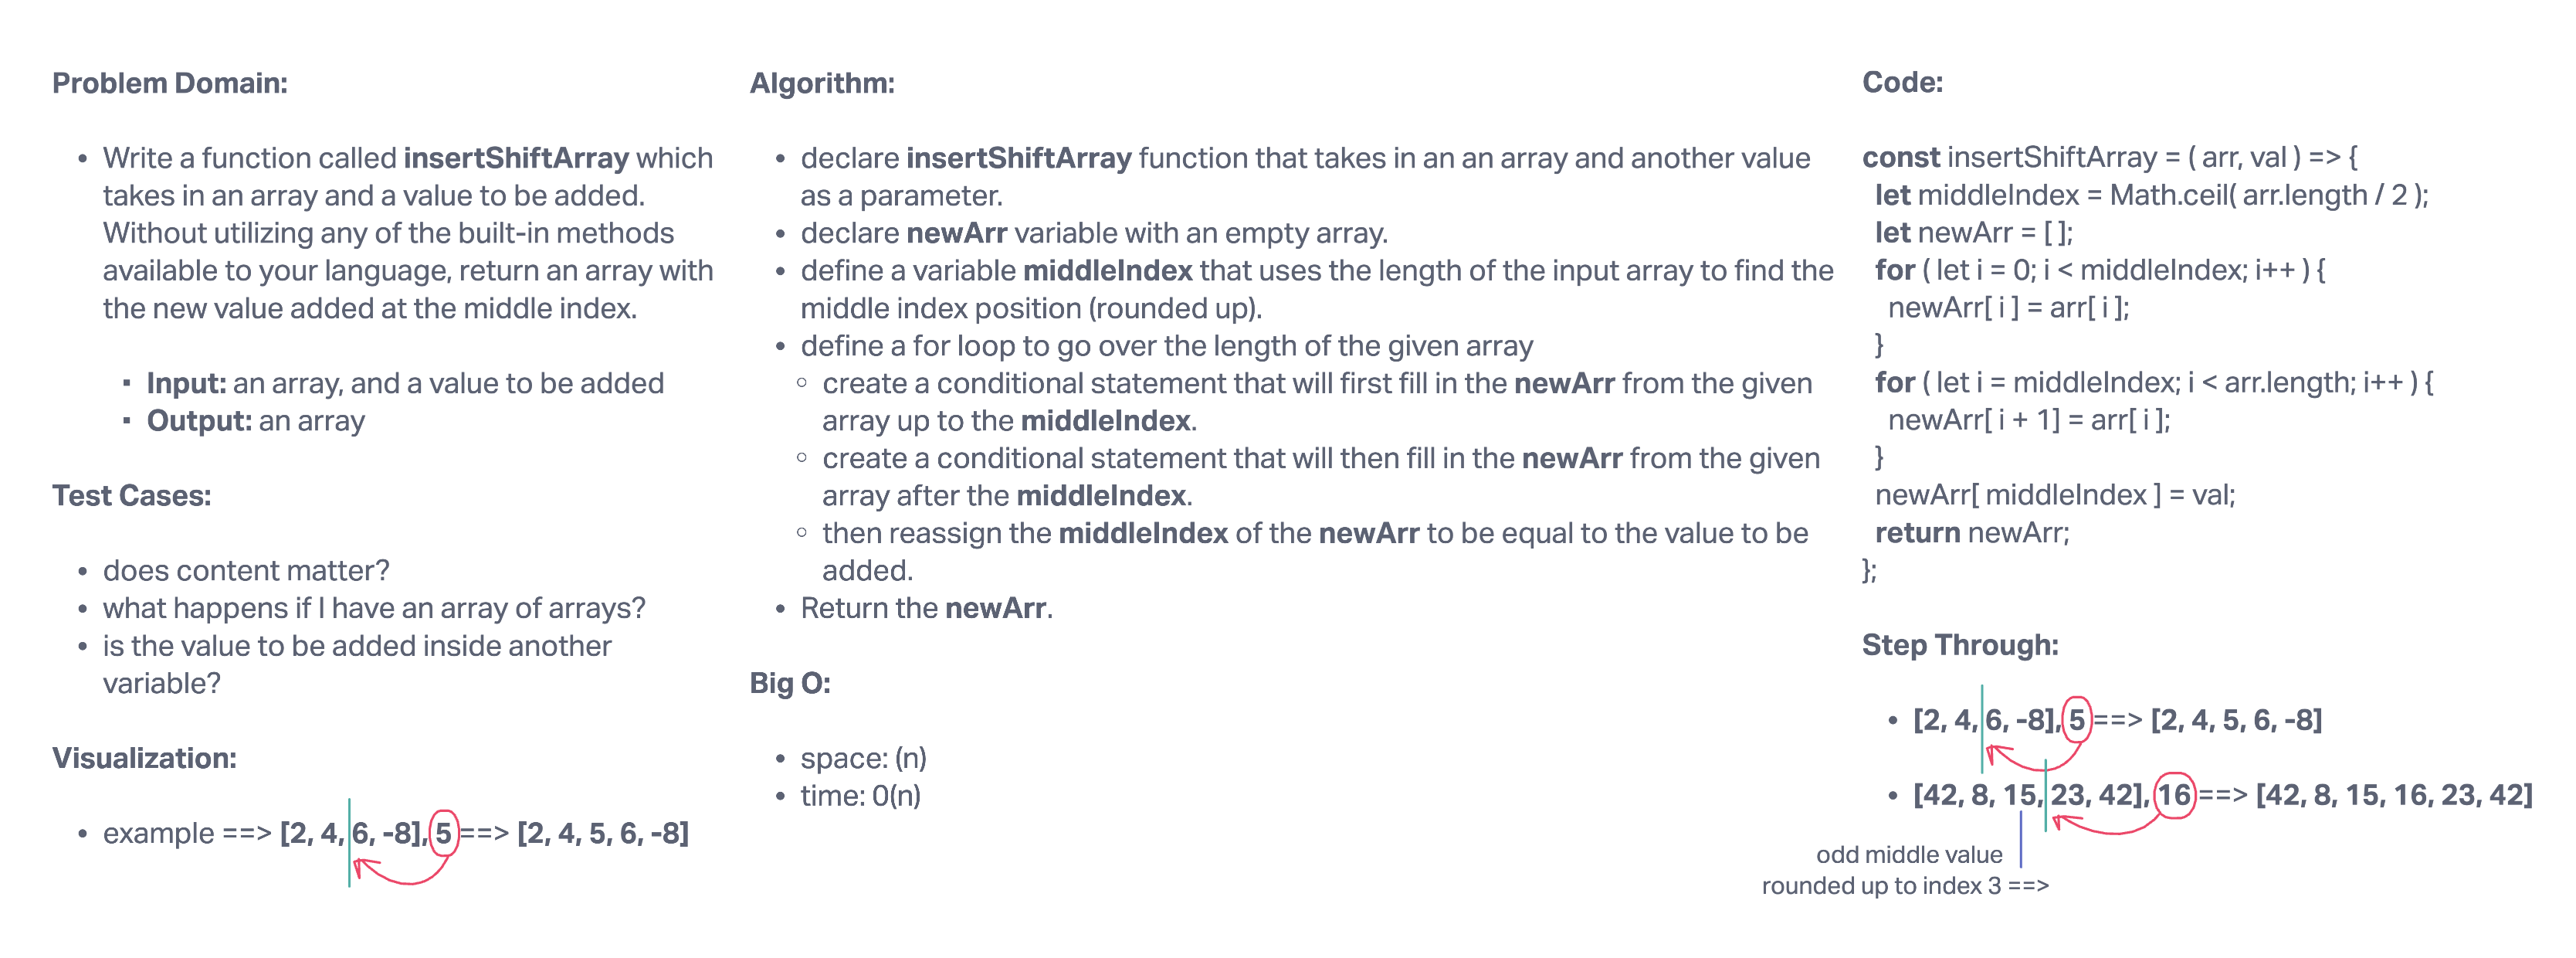 Problem Domain:
• Write a function called insertShiftArray which
takes in an array and a value to be added.
Without utilizing any of the built-in methods
available to your language, return an array with
the new value added at the middle index.
▪ Input: an array, and a value to be added
▪ Output: an array
Test Cases:
• does content matter?
• what happens if I have an array of arrays?
• is the value to be added inside another
variable?
Visualization:
• example ==> [2, 4, 6, -8], 5 ==> [2, 4, 5, 6, -8]
Algorithm:
• declare insertShiftArray function that takes in an an array and another value
as a parameter.
• declare newArr variable with an empty array.
• define a variable middleIndex that uses the length of the input array to find the
middle index position (rounded up).
• define a for loop to go over the length of the given array
◦ create a conditional statement that will first fill in the newArr from the given
array up to the middleIndex.
◦ create a conditional statement that will then fill in the newArr from the given
array after the middleIndex.
◦ then reassign the middleIndex of the newArr to be equal to the value to be
added.
• Return the newArr.
Big O:
• space: (n)
• time: 0(n)
Code:
const insertShiftArray = ( arr, val ) => {
let middleIndex = Math.ceil( arr.length / 2 );
let newArr = [ ];
for ( let i = 0; i < middleIndex; i++ ) {
newArr[ i ] = arr[ i ];
}
for ( let i = middleIndex; i < arr.length; i++ ) {
newArr[ i + 1] = arr[ i ];
}
newArr[ middleIndex ] = val;
return newArr;
};
Step Through:
• [2, 4, 6, -8], 5 ==> [2, 4, 5, 6, -8]
• [42, 8, 15, 23, 42], 16 ==> [42, 8, 15, 16, 23, 42]
odd middle value
rounded up to index 3 ==>